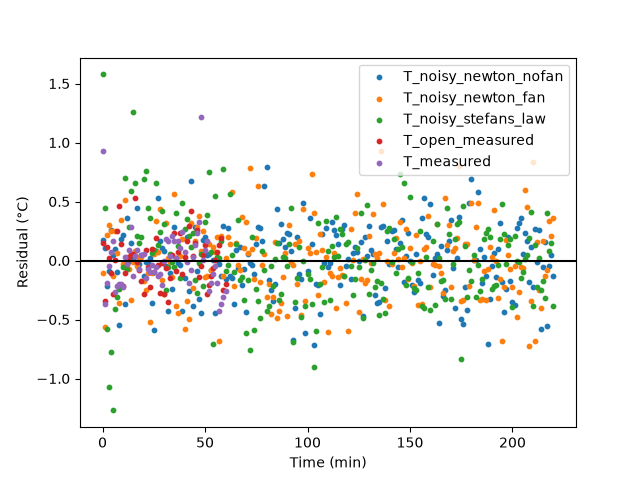 T_noisy_newton_nofan
T_noisy_newton_fan
T_noisy_stefans_law
T_open_measured
T_measured
1.5
1.0
0.5
0.0
−0.5
−1.0
Residual (°C)
0 50 100 150 200
Time (min)